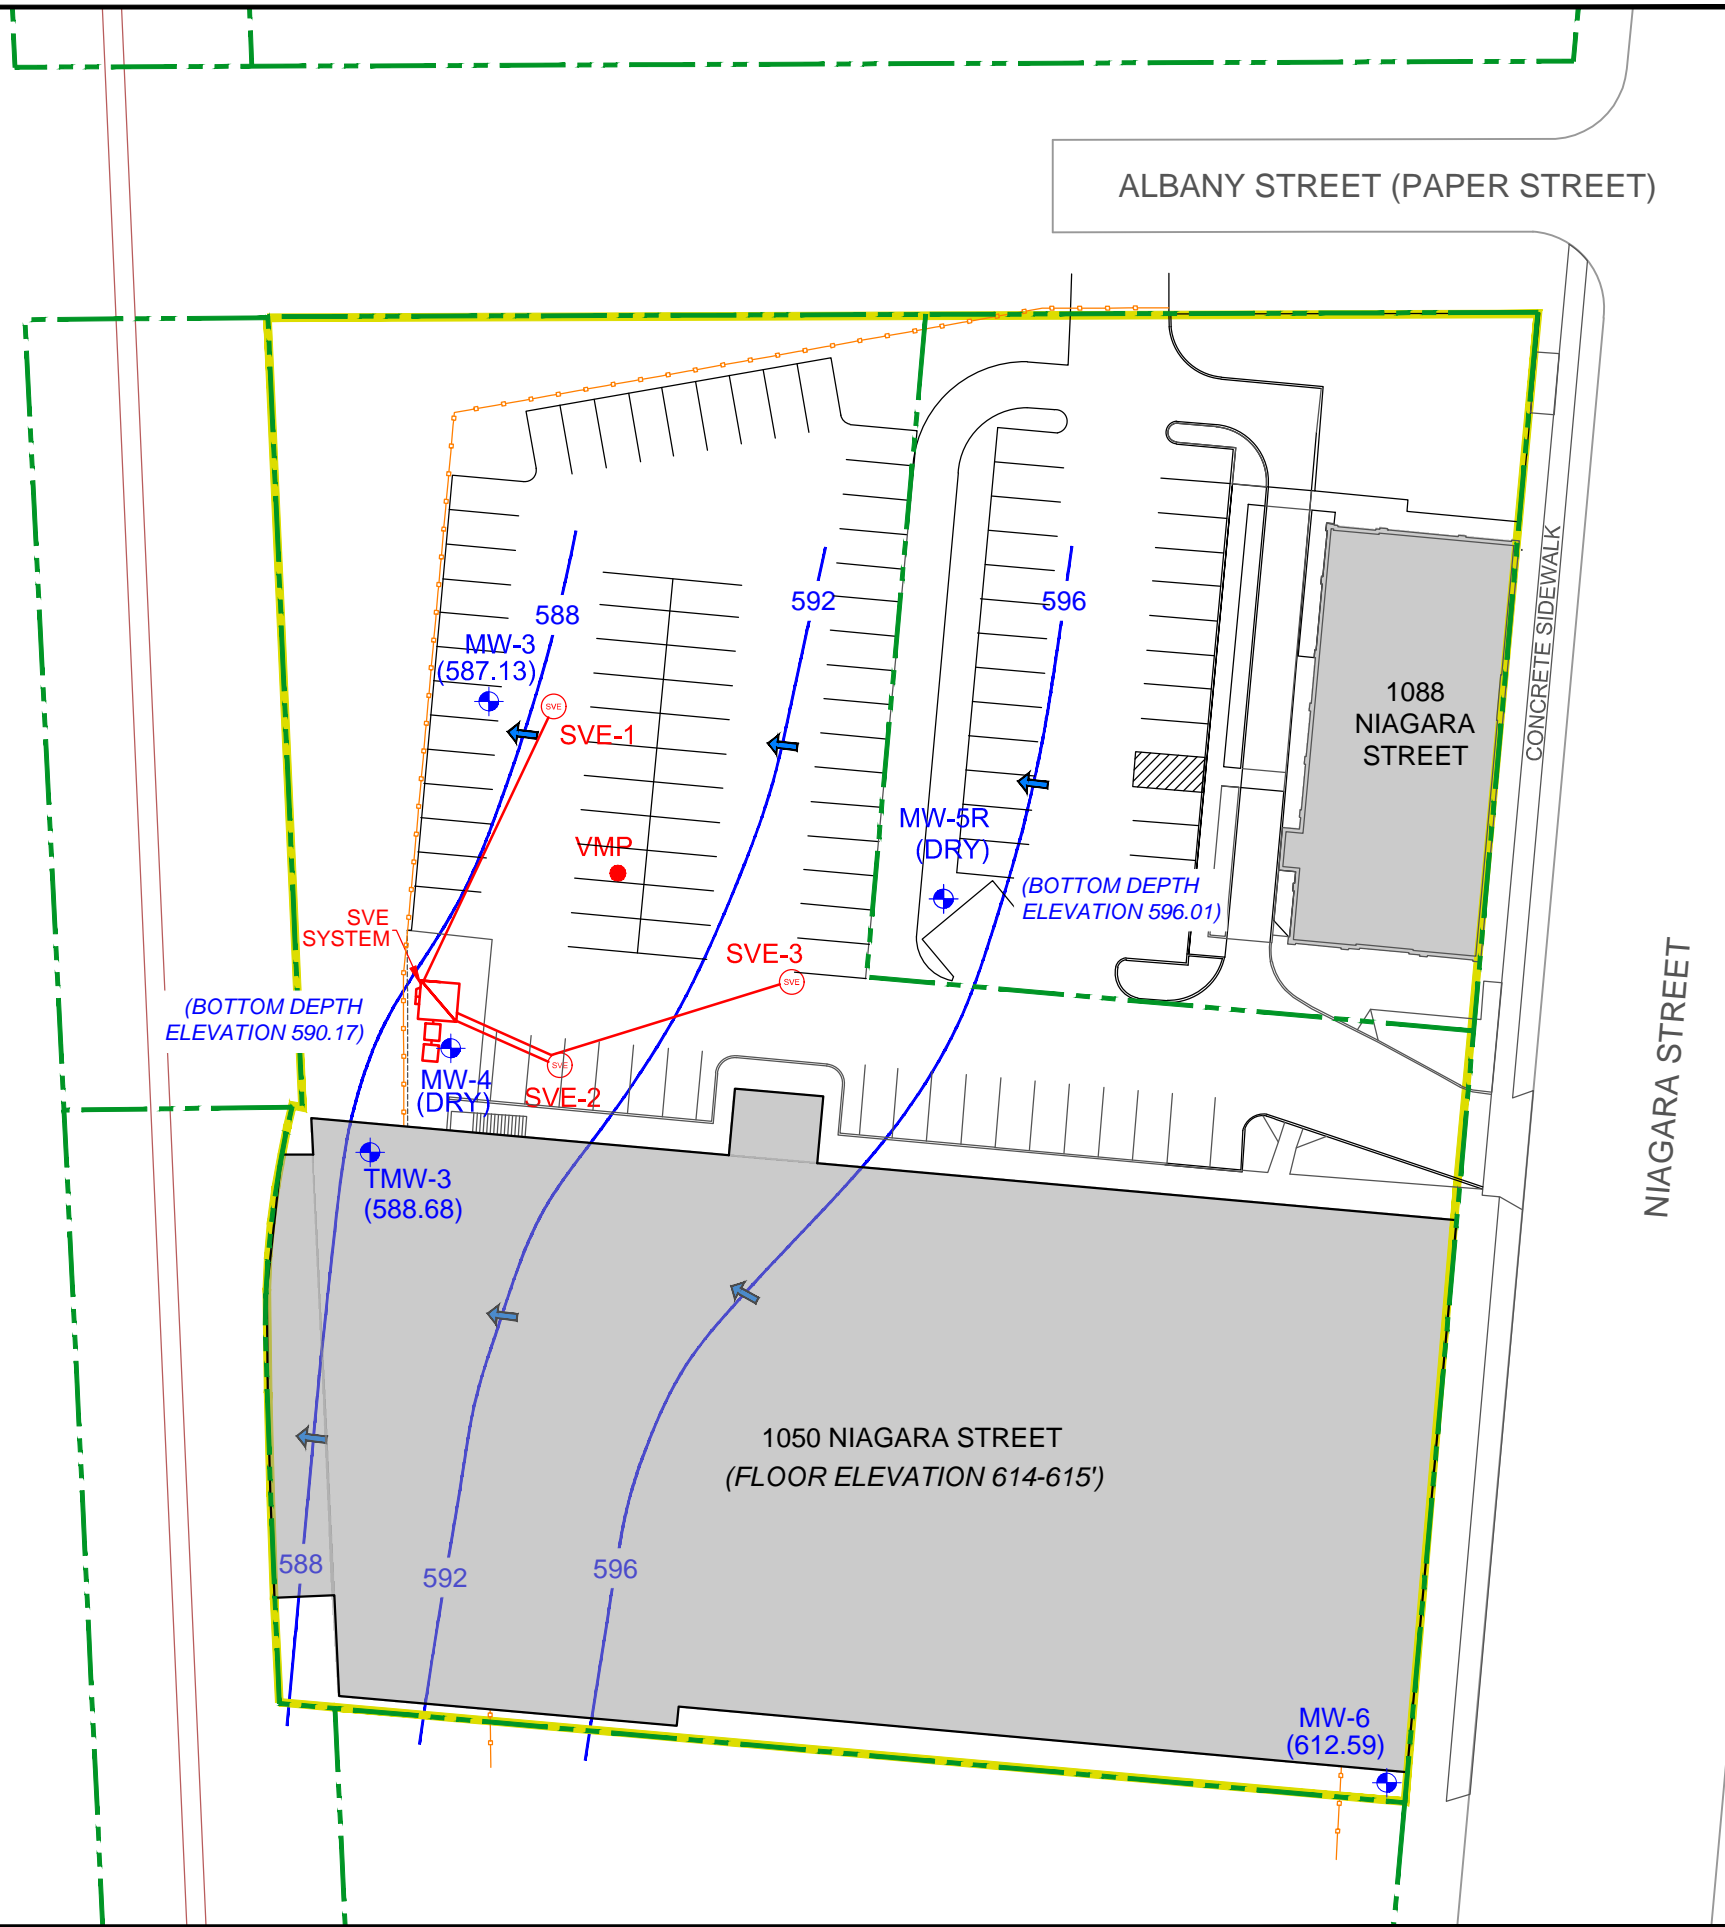 ALBANY STREET (PAPER STREET)
588
592
596
MW-3
(587.13)
SVE
SVE-1
1088
NIAGARA
STREET
CONCRETE SIDEWALK
MW-5R
(DRY)
VMP
(BOTTOM DEPTH
ELEVATION 596.01)
SVE
SYSTEM
SVE-3
SVE
(BOTTOM DEPTH
ELEVATION 590.17)
NIAGARA STREET
MW-4
(DRY)
SVE
SVE-2
TMW-3
(588.68)
1050 NIAGARA STREET
(FLOOR ELEVATION 614-615')
588
592
596
MW-6
(612.59)